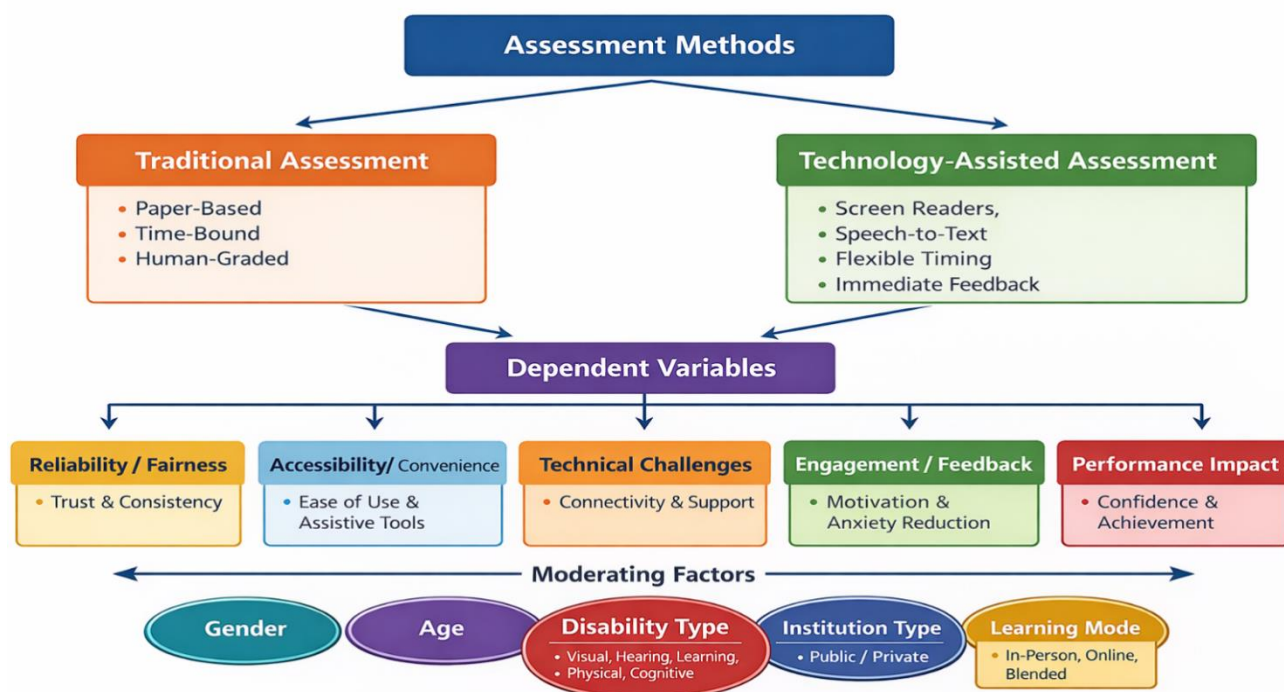 Assessment Methods
Traditional Assessment
• Paper-Based
• Time-Bound
• Human-Graded
Technology-Assisted Assessment
• Screen Readers,
• Speech-to-Text
• Flexible Timing
• Immediate Feedback
Dependent Variables
Reliability / Fairness
• Trust & Consistency
Accessibility/ Convenience
• Ease of Use &
Assistive Tools
Technical Challenges
• Connectivity & Support
Engagement / Feedback
• Motivation &
Anxiety Reduction
Performance Impact
• Confidence &
Achievement
Moderating Factors
Gender
Age
Disability Type
• Visual, Hearing, Learning,
• Physical, Cognitive
Institution Type
• Public / Private
Learning Mode
• In-Person, Online,
Blended